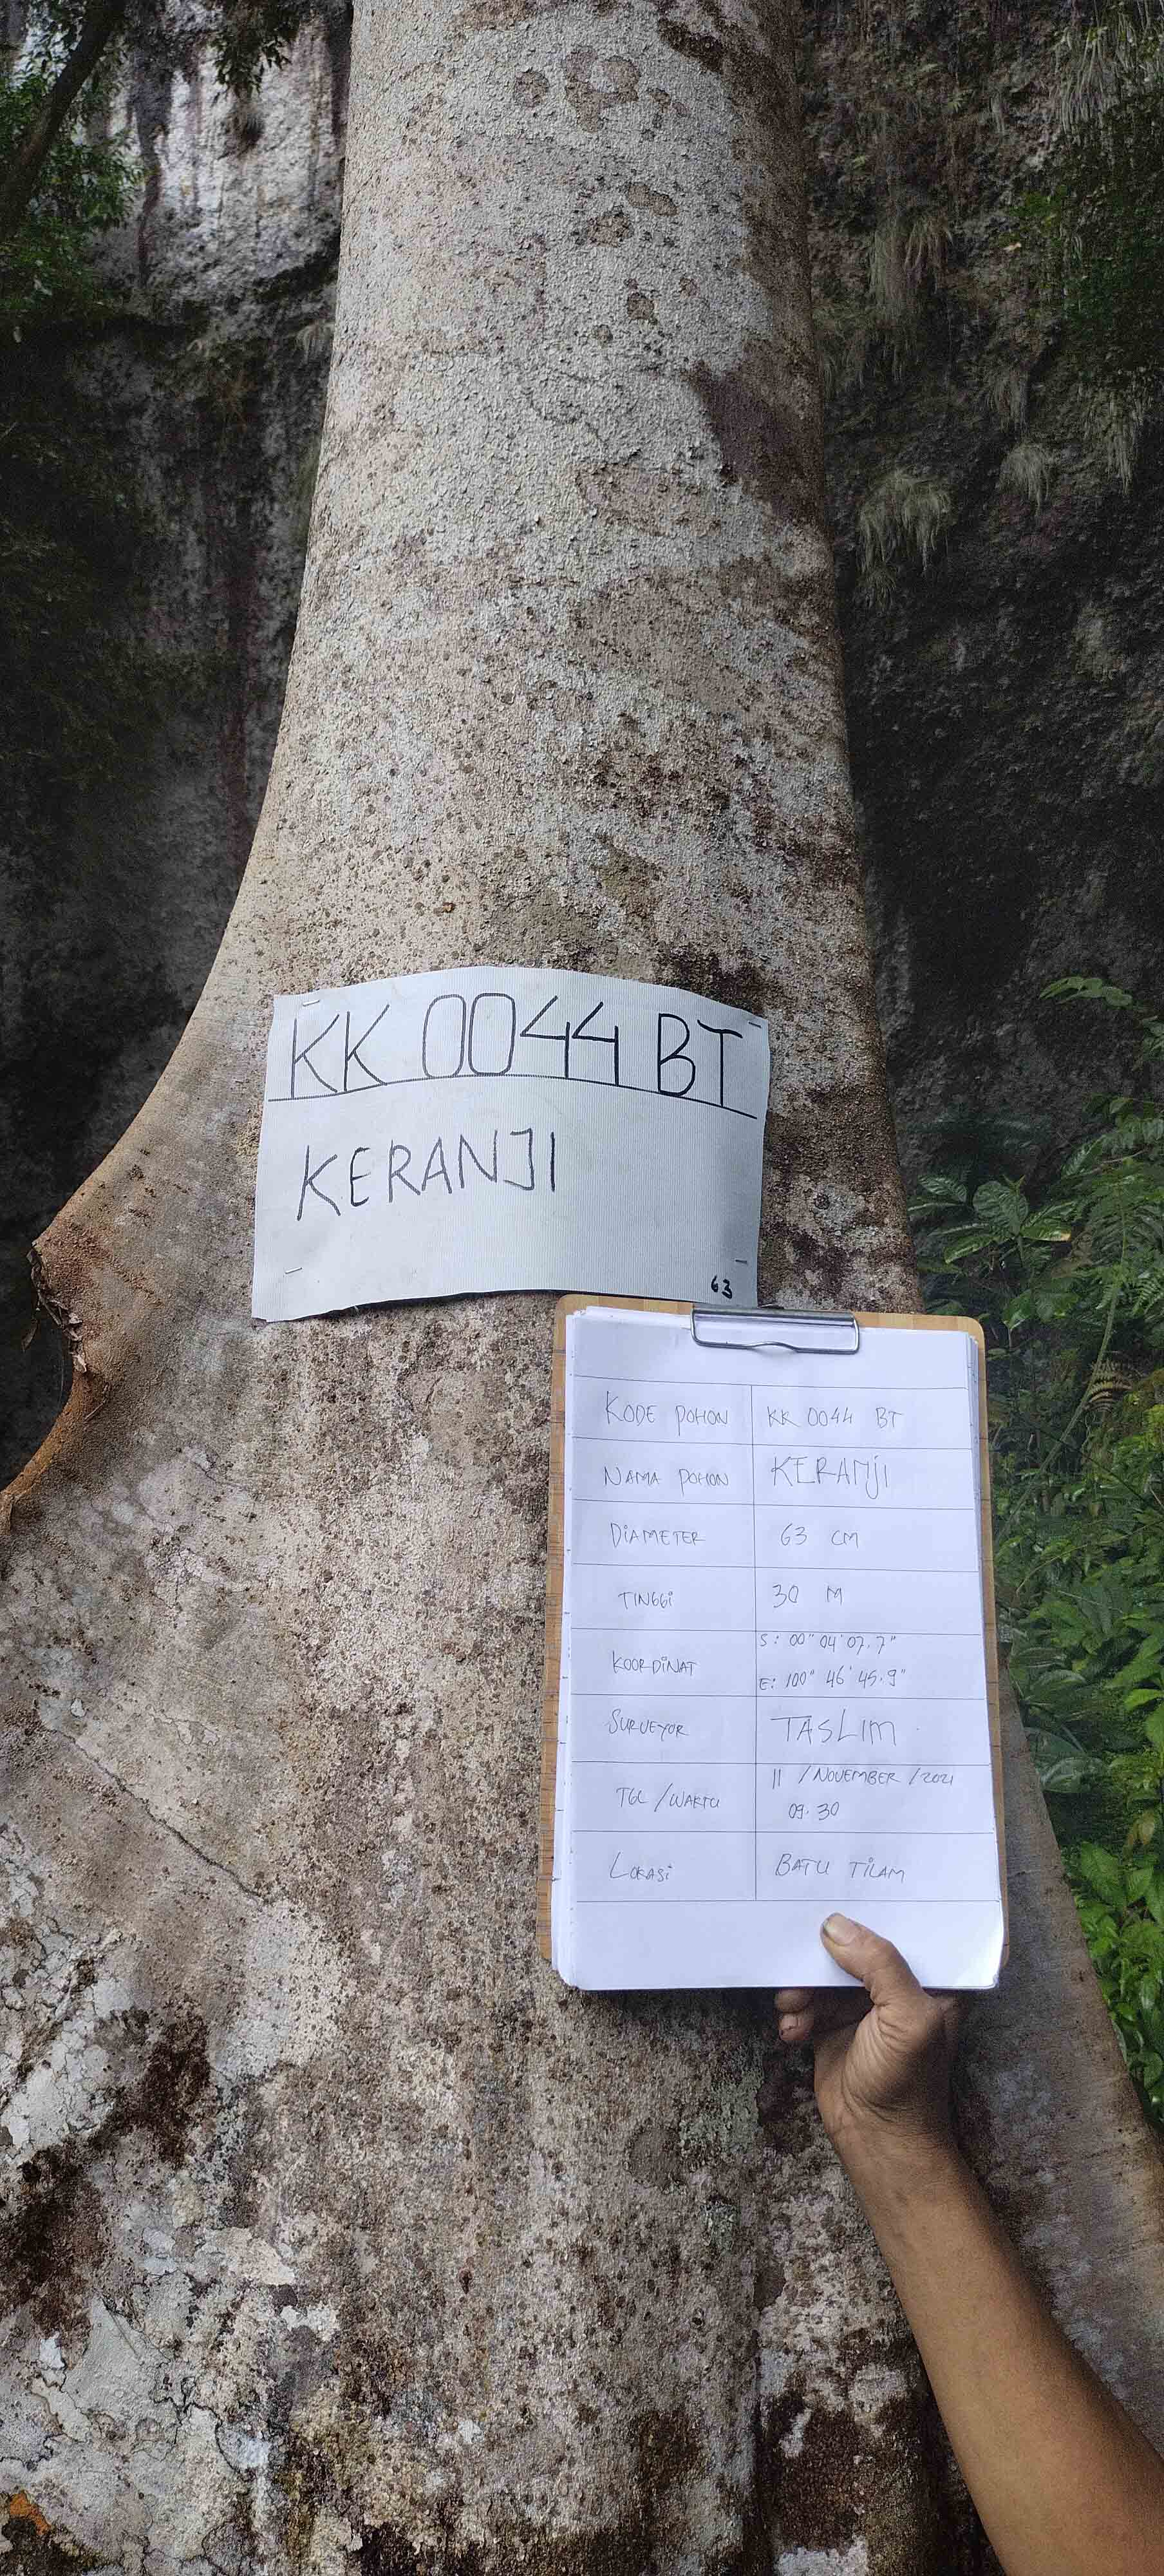 KK 0044 BT
KERANJI
63
KODE POHON KK 0044 BT
NAMA POHON KERANJI
DIAMETER 63 CM
TINGGI 30 M
KOORDINAT S: 00" 04' 07.7"
E: 100" 46' 45.9"
SURVEYOR TASLIM
TGL/WAKTU 11 / NOVEMBER / 2021
09.30
LOKASI BATU TILAM